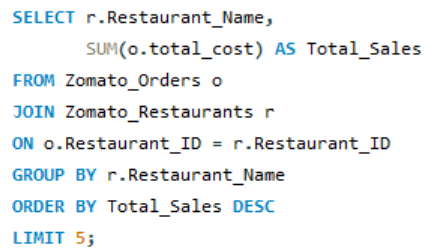 SELECT r.Restaurant_Name,
       SUM(o.total_cost) AS Total_Sales
FROM Zomato_Orders o
JOIN Zomato_Restaurants r
ON o.Restaurant_ID = r.Restaurant_ID
GROUP BY r.Restaurant_Name
ORDER BY Total_Sales DESC
LIMIT 5;